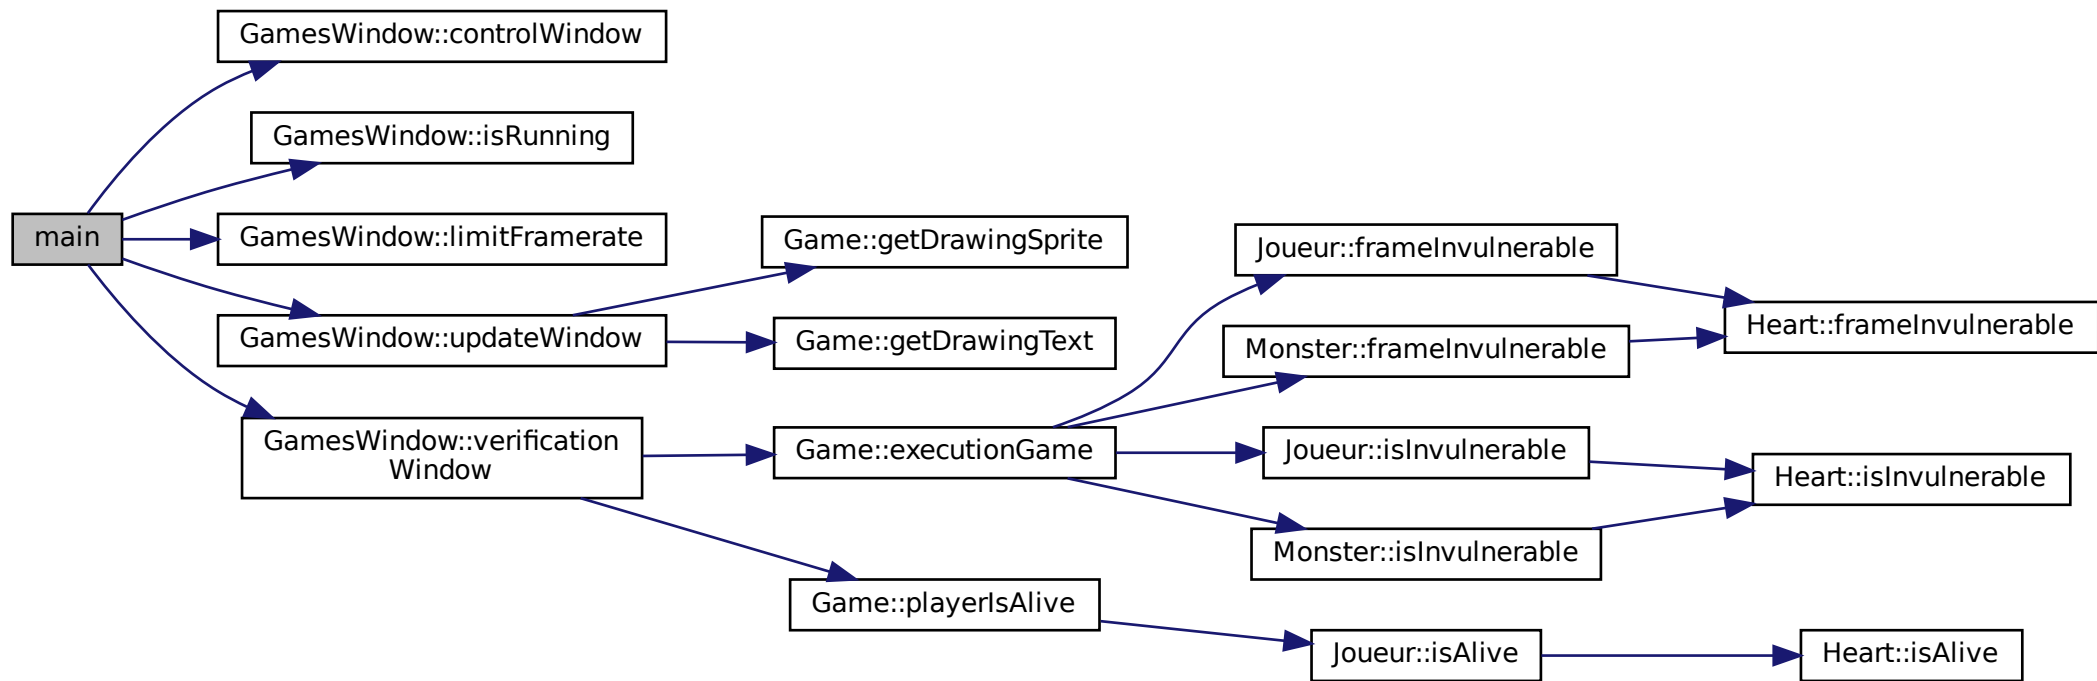 main
GamesWindow::controlWindow
GamesWindow::isRunning
GamesWindow::limitFramerate
GamesWindow::updateWindow
GamesWindow::verification
Window
Game::getDrawingSprite
Game::getDrawingText
Game::executionGame
Game::playerIsAlive
Joueur::frameInvulnerable
Monster::frameInvulnerable
Joueur::isInvulnerable
Monster::isInvulnerable
Joueur::isAlive
Heart::frameInvulnerable
Heart::isInvulnerable
Heart::isAlive